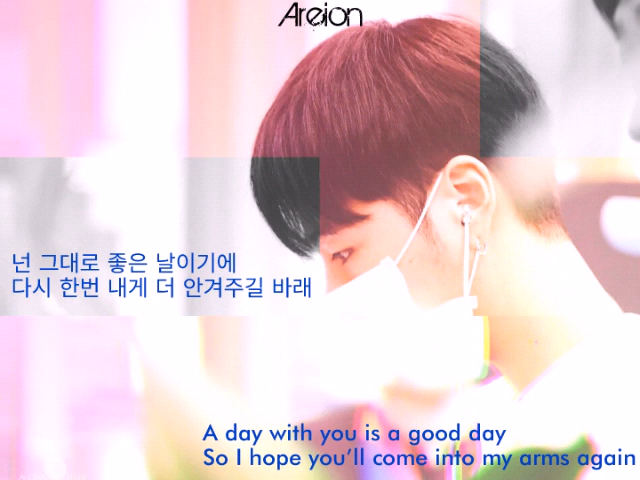 Areion
넌 그대로 좋은 날이기에
다시 한번 내게 더 안겨주길 바래
A day with you is a good day
So I hope you'll come into my arms again